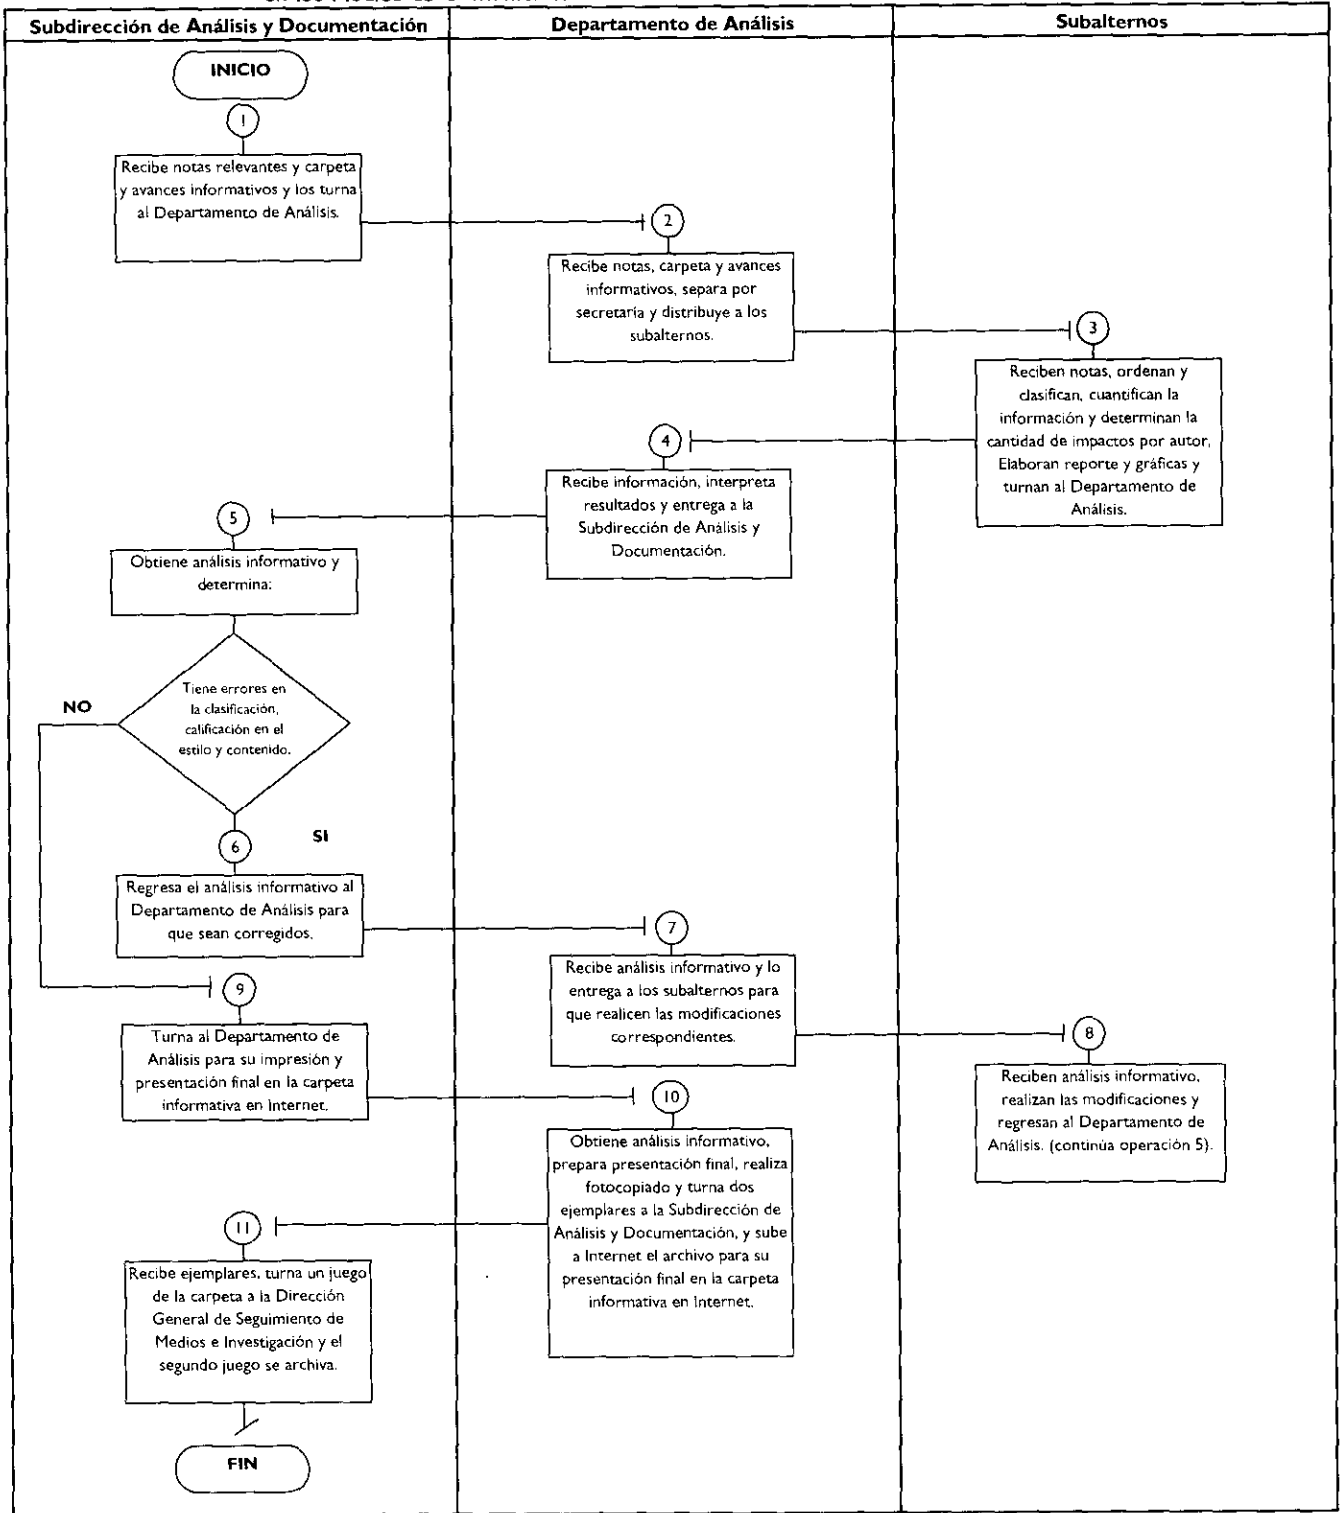 Subdirección de Análisis y Documentación
Departamento de Análisis
Subalternos
INICIO
1
Recibe notas relevantes y carpeta
y avances informativos y los turna
al Departamento de Análisis.
2
Recibe notas, carpeta y avances
informativos, separa por
secretaría y distribuye a los
subalternos.
3
Reciben notas, ordenan y
clasifican, cuantifican la
información y determinan la
cantidad de impactos por autor.
Elaboran reporte y gráficas y
turnan al Departamento de
Análisis.
4
Recibe información, interpreta
resultados y entrega a la
Subdirección de Análisis y
Documentación.
5
Obtiene análisis informativo y
determina:
Tiene errores en
la clasificación,
calificación en el
estilo y contenido.
NO
SI
6
Regresa el análisis informativo al
Departamento de Análisis para
que sean corregidos.
7
Recibe análisis informativo y lo
entrega a los subalternos para
que realicen las modificaciones
correspondientes.
8
Reciben análisis informativo,
realizan las modificaciones y
regresan al Departamento de
Análisis. (continúa operación 5).
9
Turna al Departamento de
Análisis para su impresión y
presentación final en la carpeta
informativa en Internet.
10
Obtiene análisis informativo,
prepara presentación final, realiza
fotocopiado y turna dos
ejemplares a la Subdirección de
Análisis y Documentación, y sube
a Internet el archivo para su
presentación final en la carpeta
informativa en Internet.
11
Recibe ejemplares, turna un juego
de la carpeta a la Dirección
General de Seguimiento de
Medios e Investigación y el
segundo juego se archiva.
FIN